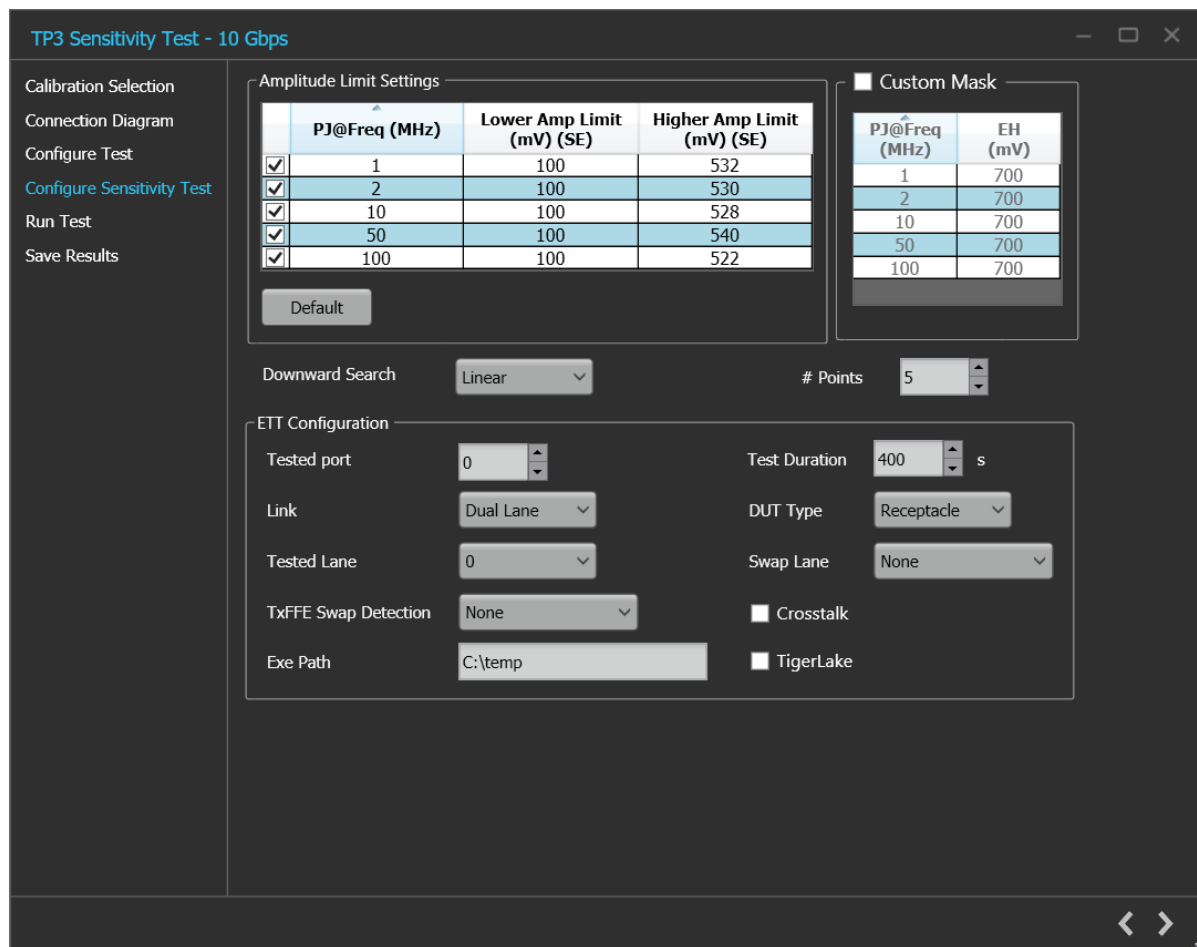 TP3 Sensitivity Test - 10 Gbps
Calibration Selection
Connection Diagram
Configure Test
Configure Sensitivity Test
Run Test
Save Results
Amplitude Limit Settings
PJ@Freq (MHz) Lower Amp Limit (mV) (SE) Higher Amp Limit (mV) (SE)
1 100 532
2 100 530
10 100 528
50 100 540
100 100 522
Default
Custom Mask
PJ@Freq (MHz) EH (mV)
1 700
2 700
10 700
50 700
100 700
Downward Search Linear # Points 5
ETT Configuration
Tested port 0 Test Duration 400 s
Link Dual Lane DUT Type Receptacle
Tested Lane 0 Swap Lane None
TxFFE Swap Detection None Crosstalk
Exe Path C:\temp TigerLake